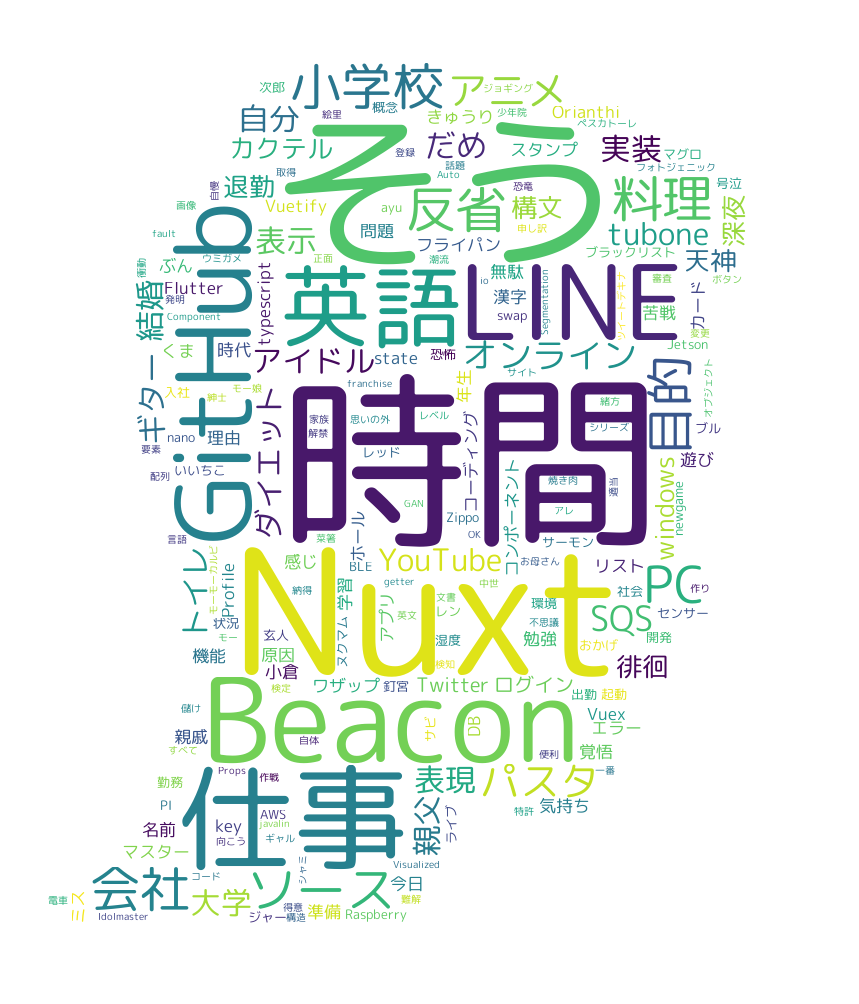 小学校
アニメ
ジョギング
次郎
概念
絵里
自分
きゅうり
少年院
Orianthi
ペスカトーレ
カクテル
そう
登録
だめ
スタンプ
実装
マグロ
フォトジェニック
取得
話題
Auto
恐竜
退勤
自慢
反省
構文
料理
号泣
画像
Vuetify
ayu
申し訳
tubone
深夜
fault
表示
問題
フライパン
ブラックリスト
天神
ウミガメ
正面
潮流
無駄
ぶん
衝動
GitHub
英語
LINE
io
Segmentation
ツイートデキナ
審査
ボタン
Flutter
発明
typescript
漢字
カード
結婚
Component
swap
苦戦
変更
くま
時代
アイドル
state
恐怖
オンライン
Jetson
サイト
目的
オブジェクト
ギター
入社
紳士
モー娘
franchise
年生
ダイエット
時間
家族
解禁
思いの外
レベル
緒方
シリーズ
ブル
nano
理由
要素
レッド
コーディング
遊び
いいちこ
配列
コンポーネント
焼き肉
windows
newgame
GAN
Zippo
アレ
ホール
OK
サーモン
言語
菜箸
トイレ
モーモーカルビ
感じ
BLE
YouTube
お母さん
リスト
Profile
Nuxt
納得
学習
getter
中世
PC
社会
作り
アプリ
文書
レン
英文
環境
SQS
センサー
状況
モー
玄人
ヌクマム
湿度
不思議
勉強
開発
機能
原因
検知
おかげ
小倉
徘徊
検定
ワザップ
釘宮
Twitter
ログイン
出勤
起動
儲け
Beacon
サビ
DB
Vuex
エラー
親戚
すべて
自体
便利
覚悟
勤務
Props
作戦
仕事
表現
パスタ
一番
PI
AWS
javalin
親父
ライブ
特許
気持ち
名前
key
向こう
ギャル
マスター
シャミ
Visualized
会社
コード
ソース
今日
電車
ミス
大学
得意
難解
Idolmaster
ジャー
構造
準備
Raspberry